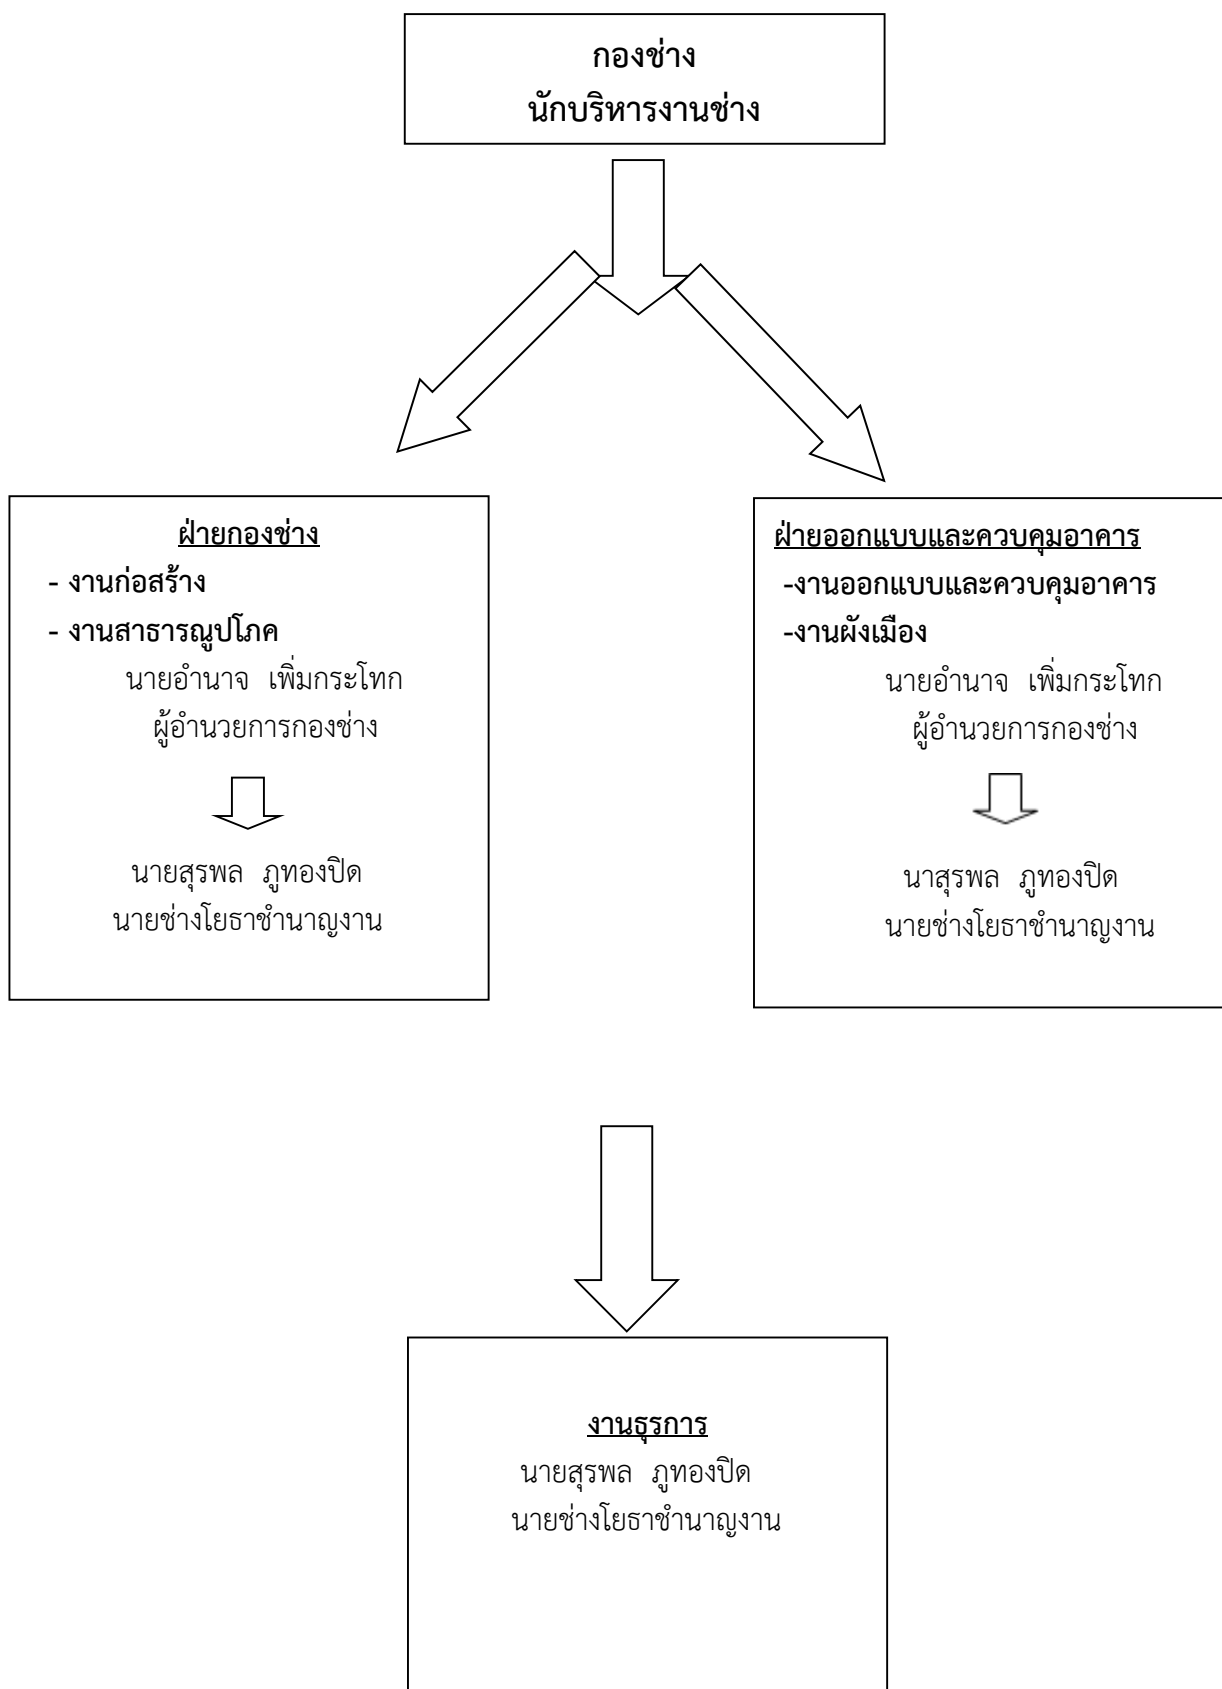 กองช่าง
นักบริหารงานช่าง
ฝ่ายกองช่าง
- งานก่อสร้าง
- งานสาธารณูปโภค
นายอำนาจ เพิ่มกระโทก
ผู้อำนวยการกองช่าง
นายสุรพล ภูทองปิด
นายช่างโยธาชำนาญงาน
ฝ่ายออกแบบและควบคุมอาคาร
-งานออกแบบและควบคุมอาคาร
-งานผังเมือง
นายอำนาจ เพิ่มกระโทก
ผู้อำนวยการกองช่าง
นาสุรพล ภูทองปิด
นายช่างโยธาชำนาญงาน
งานธุรการ
นายสุรพล ภูทองปิด
นายช่างโยธาชำนาญงาน